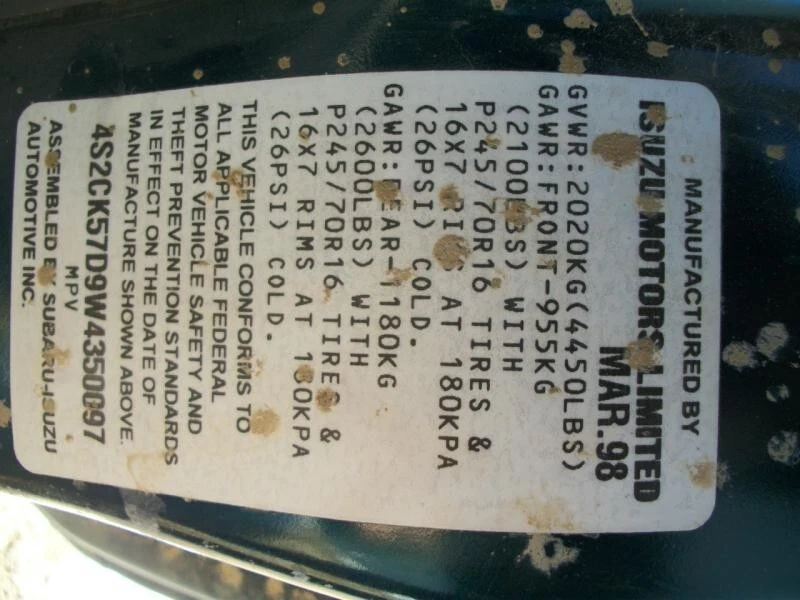 MANUFACTURED BY
ISUZU MOTORS LIMITED
MAR.98
GVWR:2020KG(4450LBS)
GAWR:FRONT-955KG
(2100LBS) WITH
P245/70R16 TIRES &
16X7 RIMS AT 180KPA
(26PSI) COLD.
GAWR:REAR-1180KG
(2600LBS) WITH
P245/70R16 TIRES &
16X7 RIMS AT 180KPA
(26PSI) COLD.
THIS VEHICLE CONFORMS TO
ALL APPLICABLE FEDERAL
MOTOR VEHICLE SAFETY AND
THEFT PREVENTION STANDARDS
IN EFFECT ON THE DATE OF
MANUFACTURE SHOWN ABOVE.
4S2CK57D9W4350097
MPV
ASSEMBLED BY SUBARU-ISUZU
AUTOMOTIVE INC.